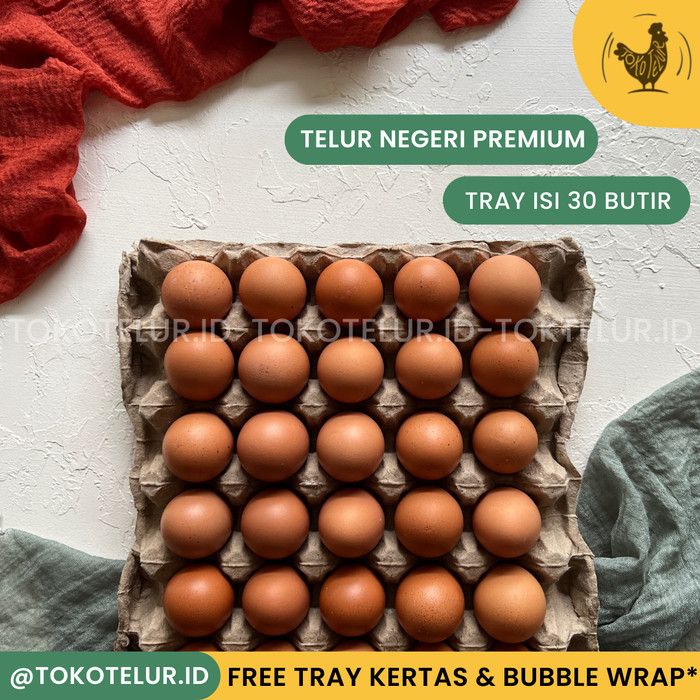 TOKOTELUR
TELUR NEGERI PREMIUM
TRAY ISI 30 BUTIR
TOKOTELUR.ID-TOKOTELUR.ID-TOKTELUR.ID
@TOKOTELUR.ID
FREE TRAY KERTAS & BUBBLE WRAP*